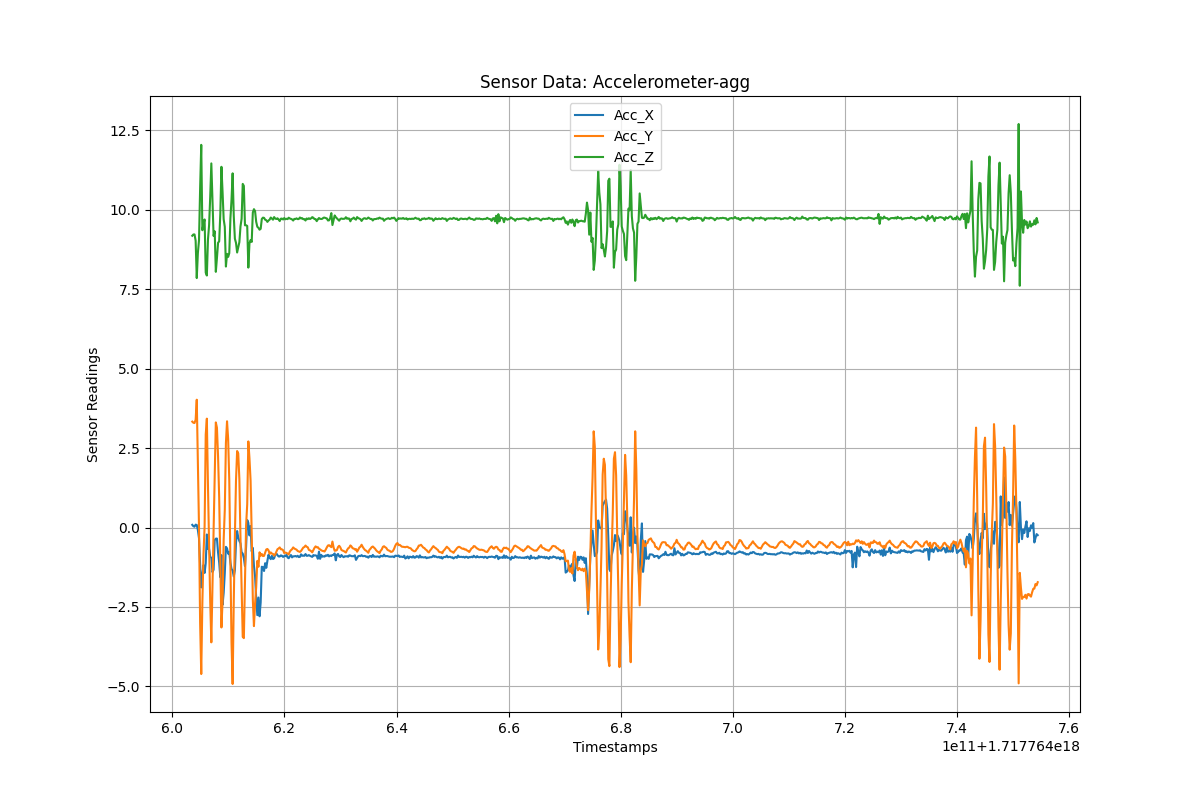 Sensor Data: Accelerometer-agg
Acc_X
Acc_Y
Acc_Z
12.5
10.0
7.5
5.0
2.5
0.0
−2.5
−5.0
Sensor Readings
6.0 6.2 6.4 6.6 6.8 7.0 7.2 7.4 7.6
Timestamps
1e11+1.717764e18